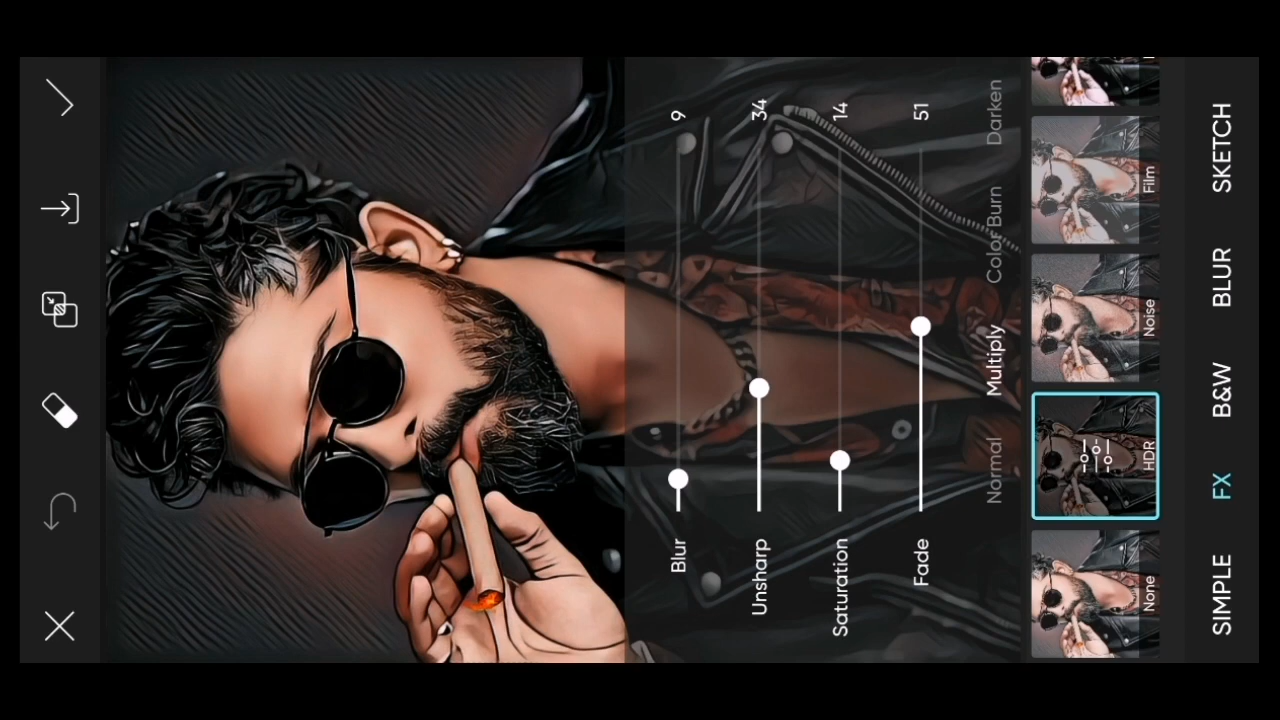 Blur 9
Unsharp 34
Saturation 14
Fade 51
Normal Multiply Color Burn Darken
None HDR Noise Film
SIMPLE FX B&W BLUR SKETCH